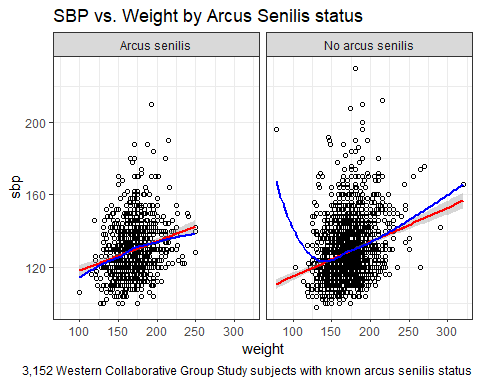 SBP vs. Weight by Arcus Senilis status
Arcus senilis
No arcus senilis
sbp
200
160
120
100 150 200 250 300
100 150 200 250 300
weight
3,152 Western Collaborative Group Study subjects with known arcus senilis status